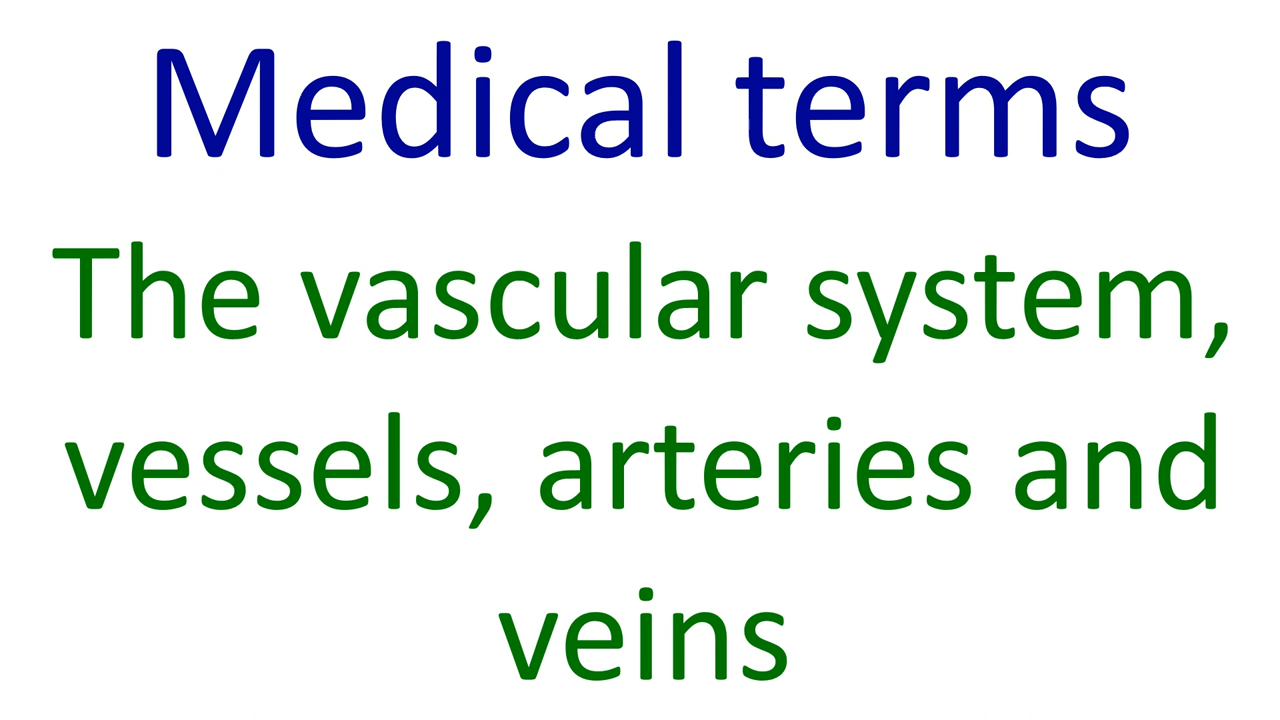 Medical terms
The vascular system,
vessels, arteries and
veins